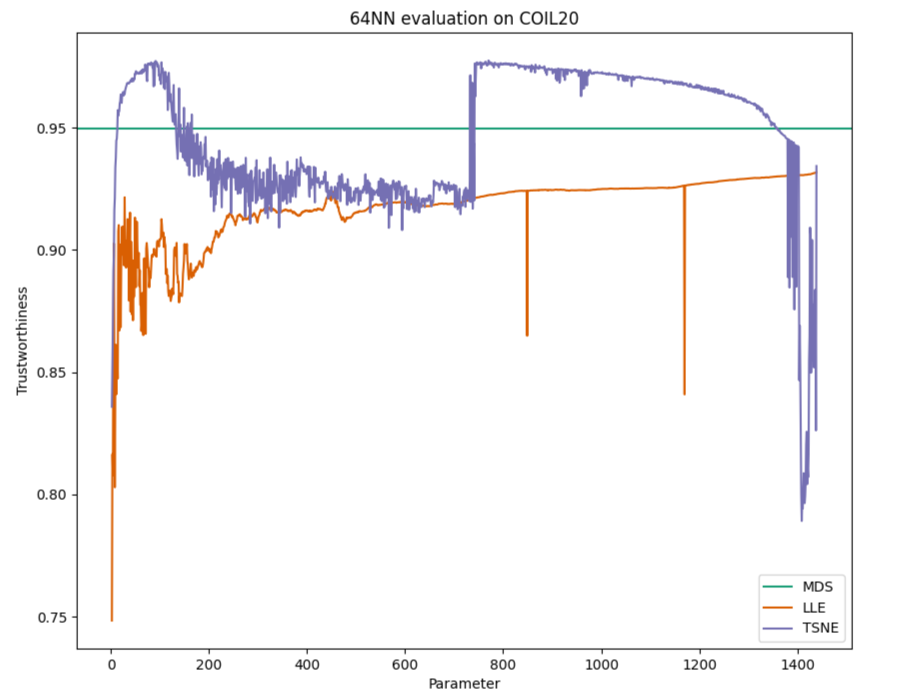 64NN evaluation on COIL20
Trustworthiness
0.95
0.90
0.85
0.80
0.75
0 200 400 600 800 1000 1200 1400
Parameter
MDS
LLE
TSNE